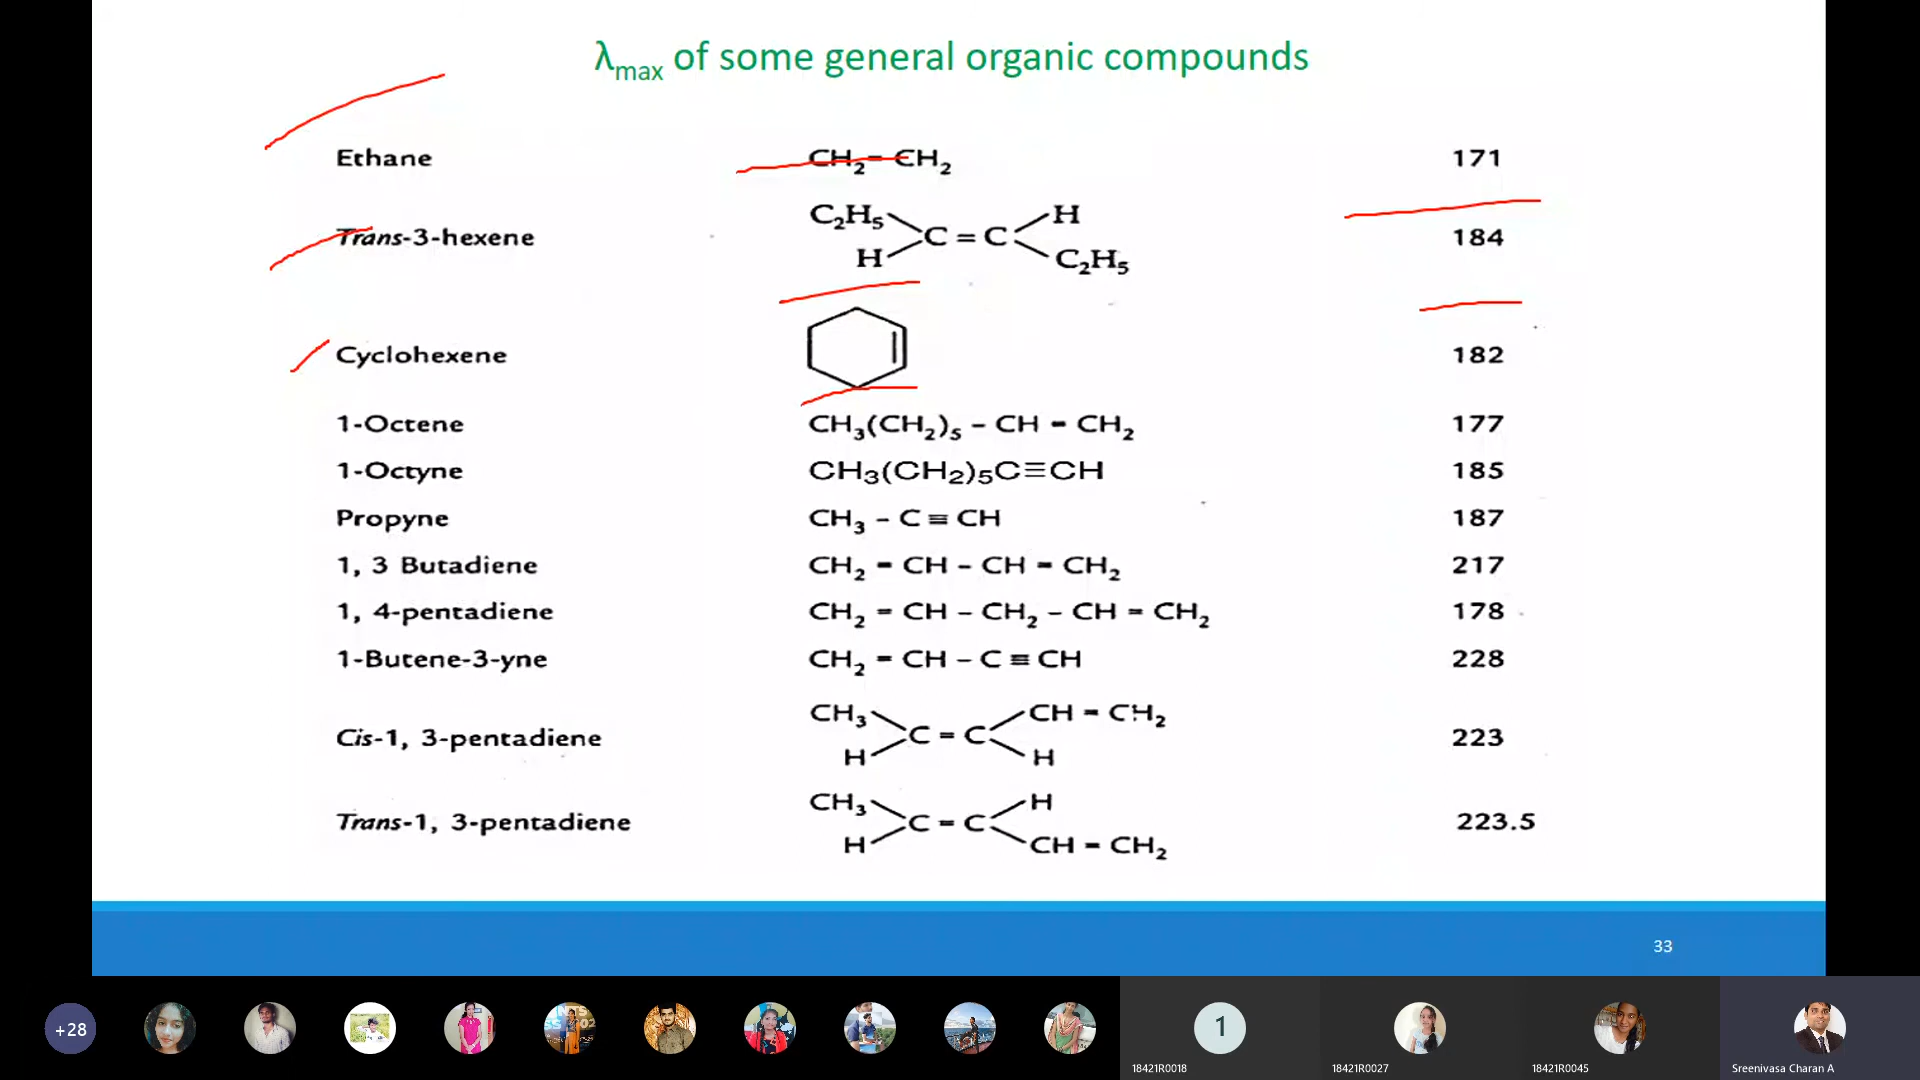 λmax of some general organic compounds
Ethane CH2=CH2 171
C2H5 H
Trans-3-hexene C=C 184
H C2H5
Cyclohexene 182
1-Octene CH3(CH2)5 – CH = CH2 177
1-Octyne CH3(CH2)5C≡CH 185
Propyne CH3 – C ≡ CH 187
1, 3 Butadiene CH2 = CH – CH = CH2 217
1, 4-pentadiene CH2 = CH – CH2 – CH = CH2 178
1-Butene-3-yne CH2 = CH – C ≡ CH 228
CH3 CH = CH2
Cis-1, 3-pentadiene C=C 223
H H
CH3 H
Trans-1, 3-pentadiene C=C 223.5
H CH = CH2
33
+28
1
18421R0018 18421R0027 18421R0045 Sreenivasa Charan A